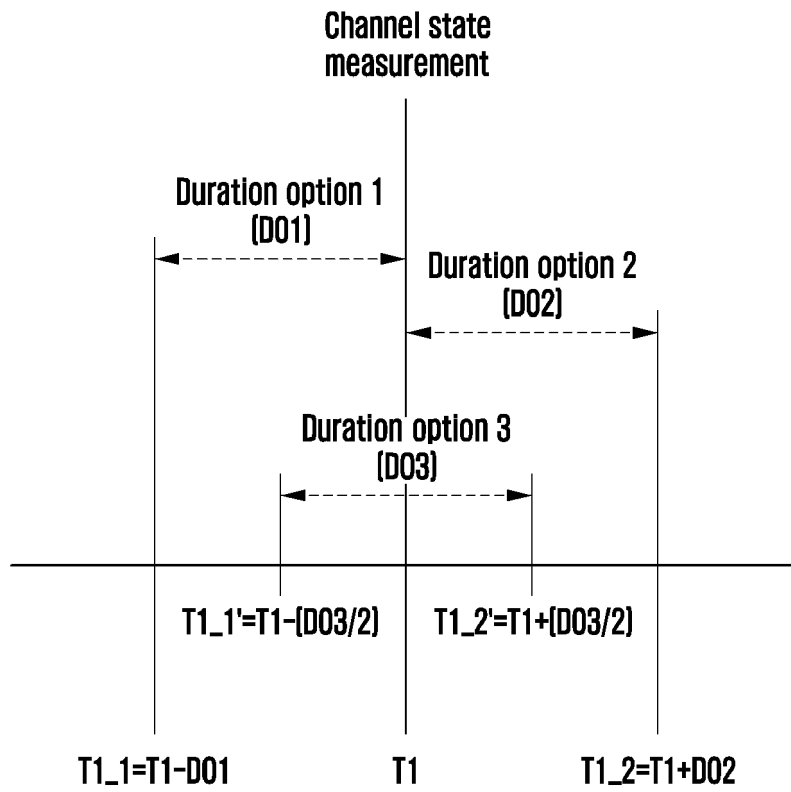 Channel state
measurement
Duration option 1
(DO1)
Duration option 2
(DO2)
Duration option 3
(DO3)
T1_1'=T1-(DO3/2)
T1_2'=T1+(DO3/2)
T1_1=T1-DO1
T1
T1_2=T1+DO2